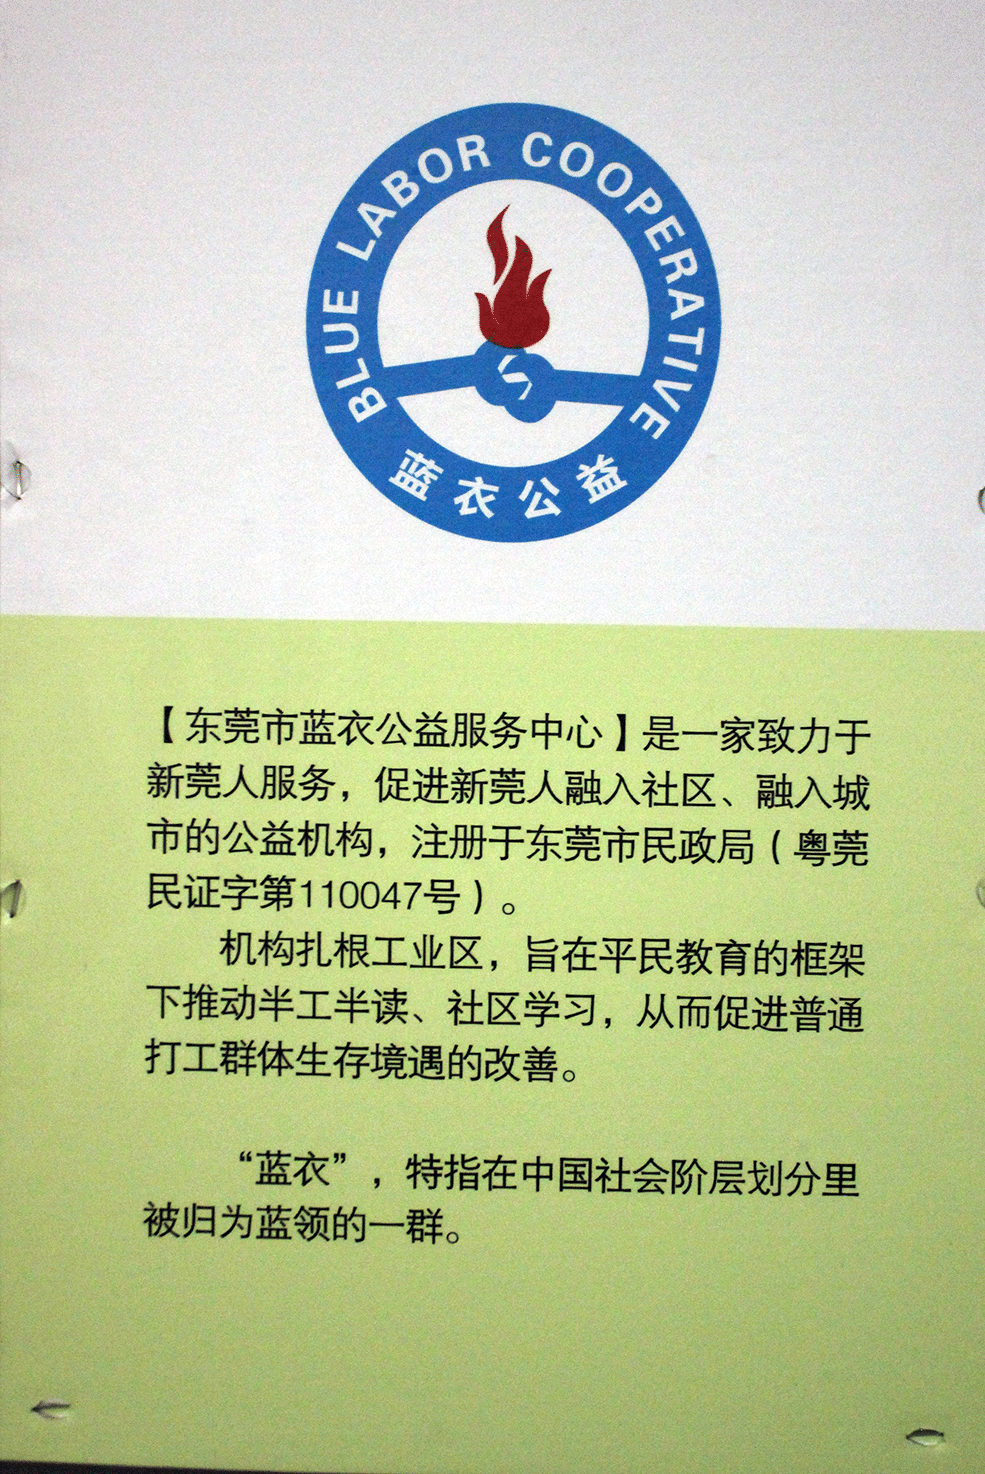 BLUE LABOR COOPERATIVE
蓝衣公益
【东莞市蓝衣公益服务中心】是一家致力于
新莞人服务，促进新莞人融入社区、融入城
市的公益机构，注册于东莞市民政局（粤莞
民证字第110047号）。
机构扎根工业区，旨在平民教育的框架
下推动半工半读、社区学习，从而促进普通
打工群体生存境遇的改善。
“蓝衣”，特指在中国社会阶层划分里
被归为蓝领的一群。